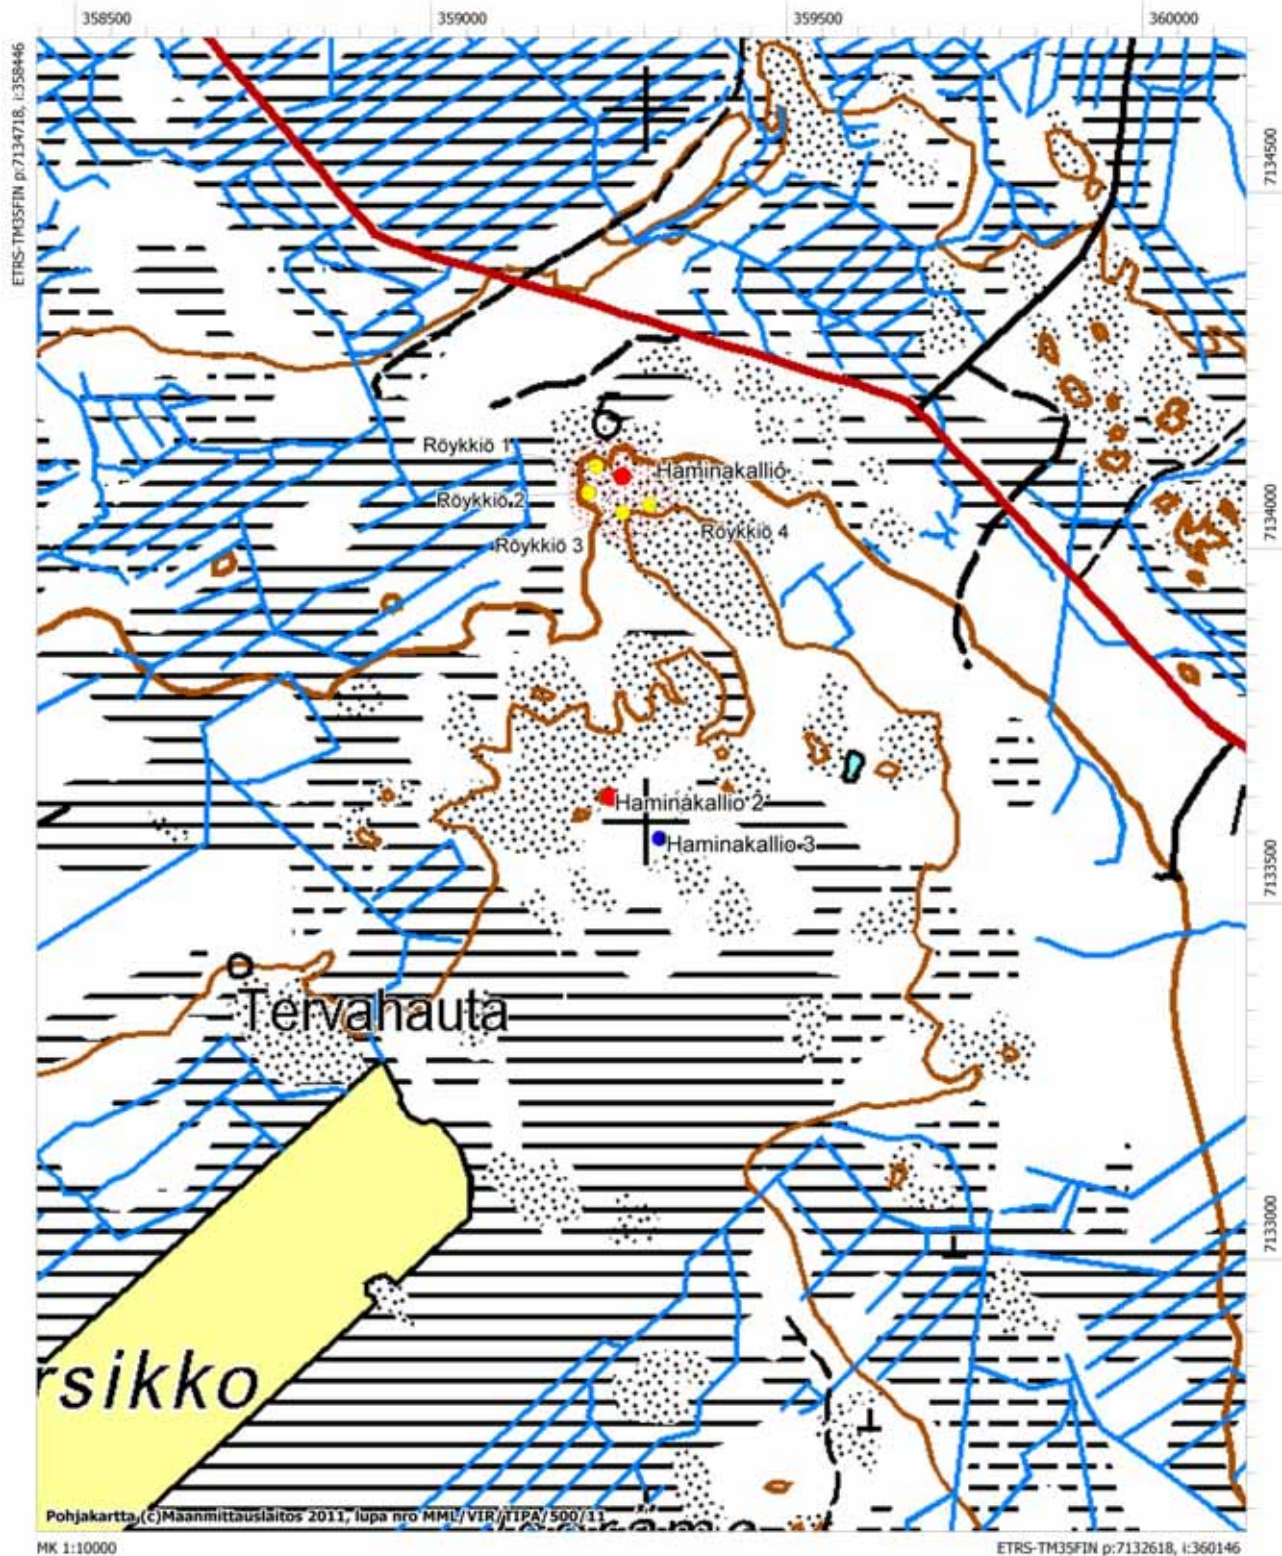 358500
359000
359500
360000
ETRS-TM35FIN p:7134718, i:358446
7134500
Röykkiö 1
Haminakallio
Röykkiö 2
7134000
Röykkiö 4
Röykkiö 3
Haminakallio 2
Haminakallio 3
7133500
Tervahauta
7133000
rsikko
Pohjakartta,(c)Maanmittauslaitos 2011, lupa nro MML/VIR/TIPA/500/11
MK 1:10000
ETRS-TM35FIN p:7132618, i:360146